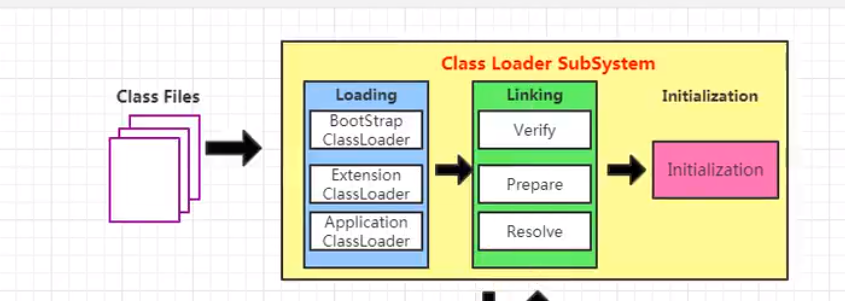 Class Loader SubSystem
Class Files
Loading
BootStrap
ClassLoader
Extension
ClassLoader
Application
ClassLoader
Linking
Verify
Prepare
Resolve
Initialization
Initialization